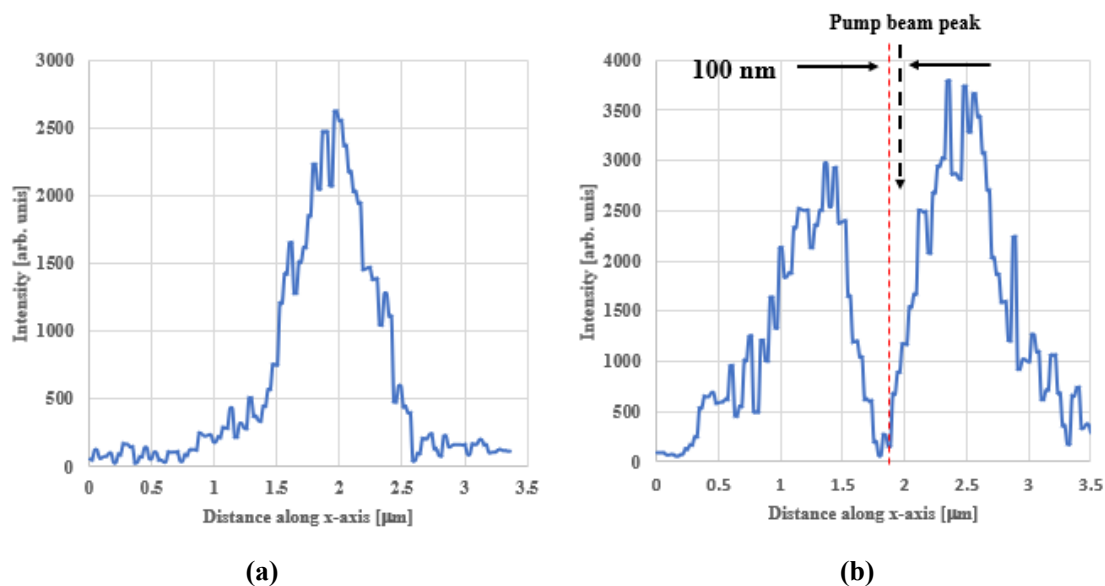 3000
2500
2000
1500
1000
500
0
Intensity [arb. unis]
0 0.5 1 1.5 2 2.5 3 3.5
Distance along x-axis [μm]
(a)
Pump beam peak
100 nm
4000
3500
3000
2500
2000
1500
1000
500
0
Intensity [arb. unis]
0 0.5 1 1.5 2 2.5 3 3.5
Distance along x-axis [μm]
(b)